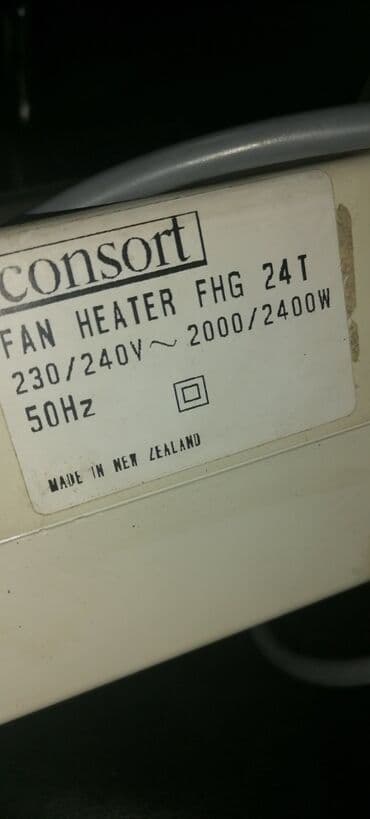 consort
FAN HEATER FHG 24T
230/240V~ 2000/2400W
50Hz
MADE IN NEW ZEALAND